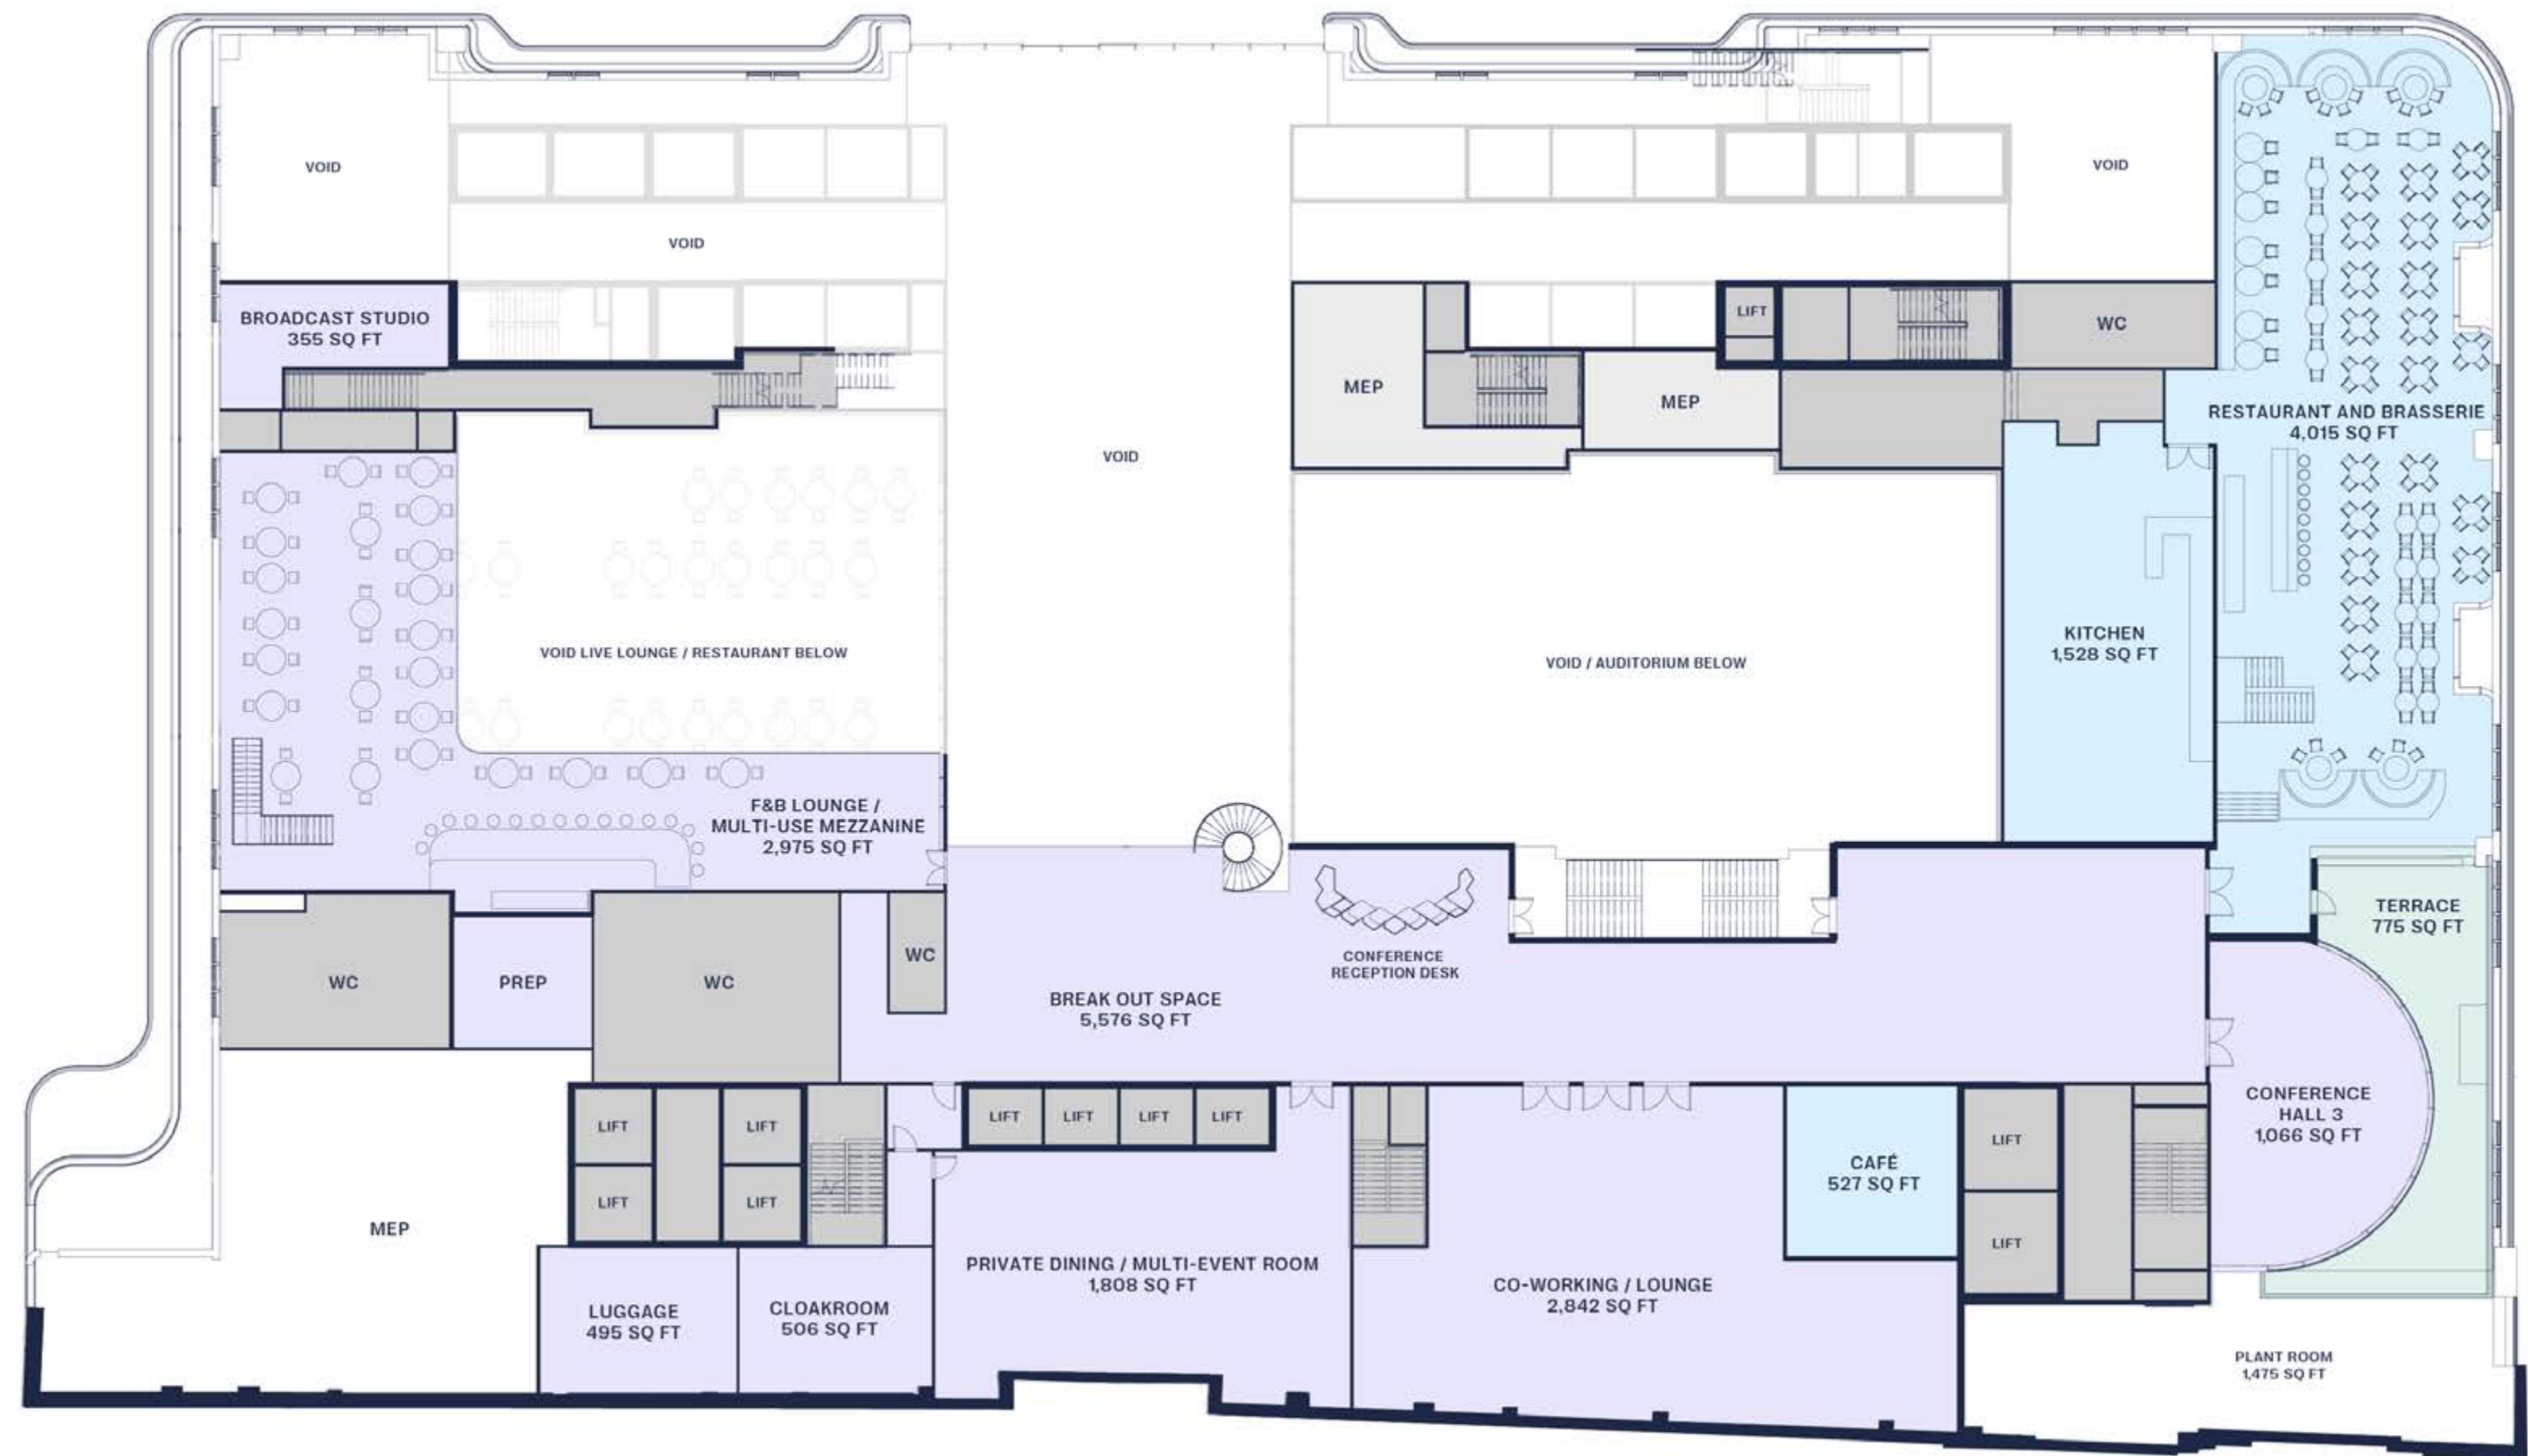 VOID
VOID
VOID
BROADCAST STUDIO
355 SQ FT
LIFT
WC
MEP
MEP
RESTAURANT AND BRASSERIE
4,015 SQ FT
VOID
VOID LIVE LOUNGE / RESTAURANT BELOW
VOID / AUDITORIUM BELOW
KITCHEN
1,528 SQ FT
F&B LOUNGE /
MULTI-USE MEZZANINE
2,975 SQ FT
TERRACE
775 SQ FT
WC
PREP
WC
WC
CONFERENCE
RECEPTION DESK
BREAK OUT SPACE
5,576 SQ FT
CONFERENCE
HALL 3
1,066 SQ FT
LIFT
LIFT
LIFT
LIFT
LIFT
LIFT
LIFT
LIFT
LIFT
LIFT
CAFÉ
527 SQ FT
MEP
PRIVATE DINING / MULTI-EVENT ROOM
1,808 SQ FT
CO-WORKING / LOUNGE
2,842 SQ FT
LUGGAGE
495 SQ FT
CLOAKROOM
506 SQ FT
PLANT ROOM
1,475 SQ FT